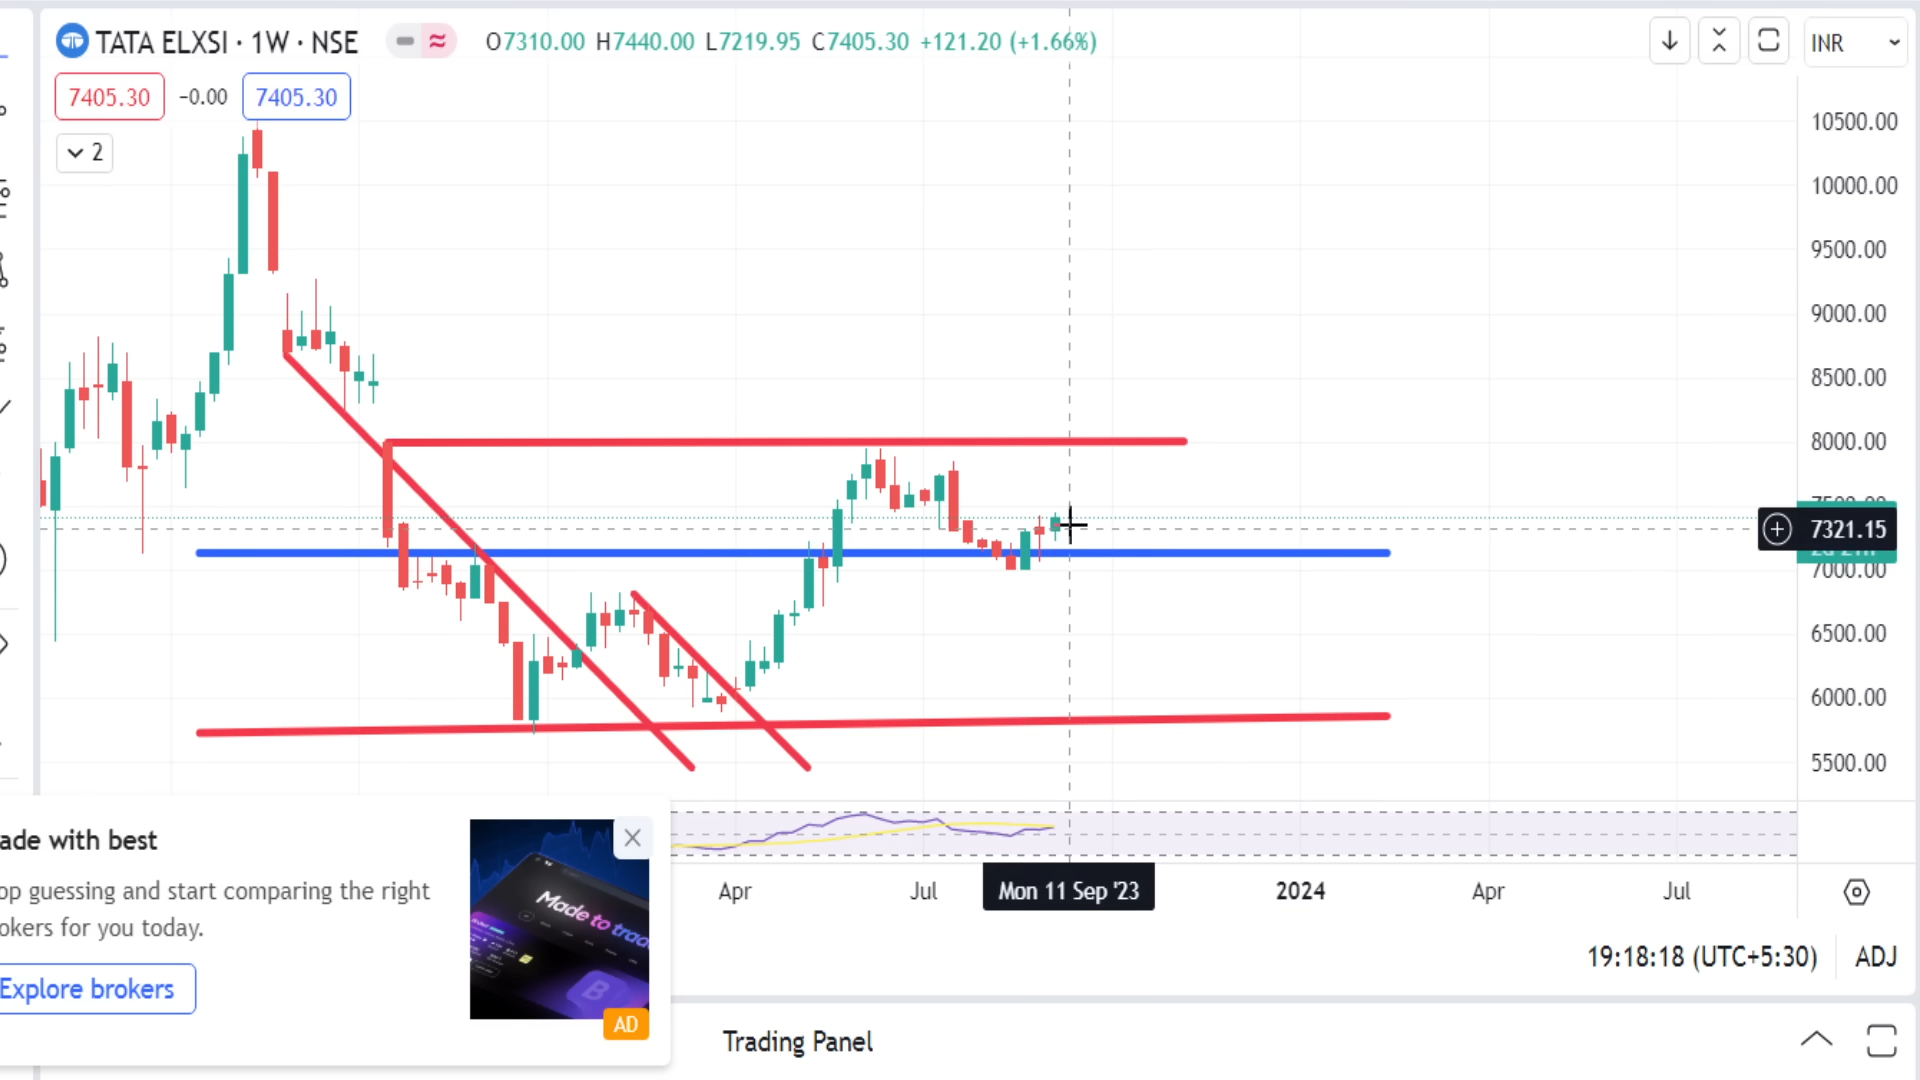 TATA ELXSI · 1W · NSE
O7310.00 H7440.00 L7219.95 C7405.30 +121.20 (+1.66%)
INR
7405.30 −0.00 7405.30
2
10500.00
10000.00
9500.00
9000.00
8500.00
8000.00
7321.15
7000.00
6500.00
6000.00
5500.00
Apr Jul Mon 11 Sep '23 2024 Apr Jul
ade with best
op guessing and start comparing the right
okers for you today.
Explore brokers
Made to trad
B
AD
19:18:18 (UTC+5:30) ADJ
Trading Panel